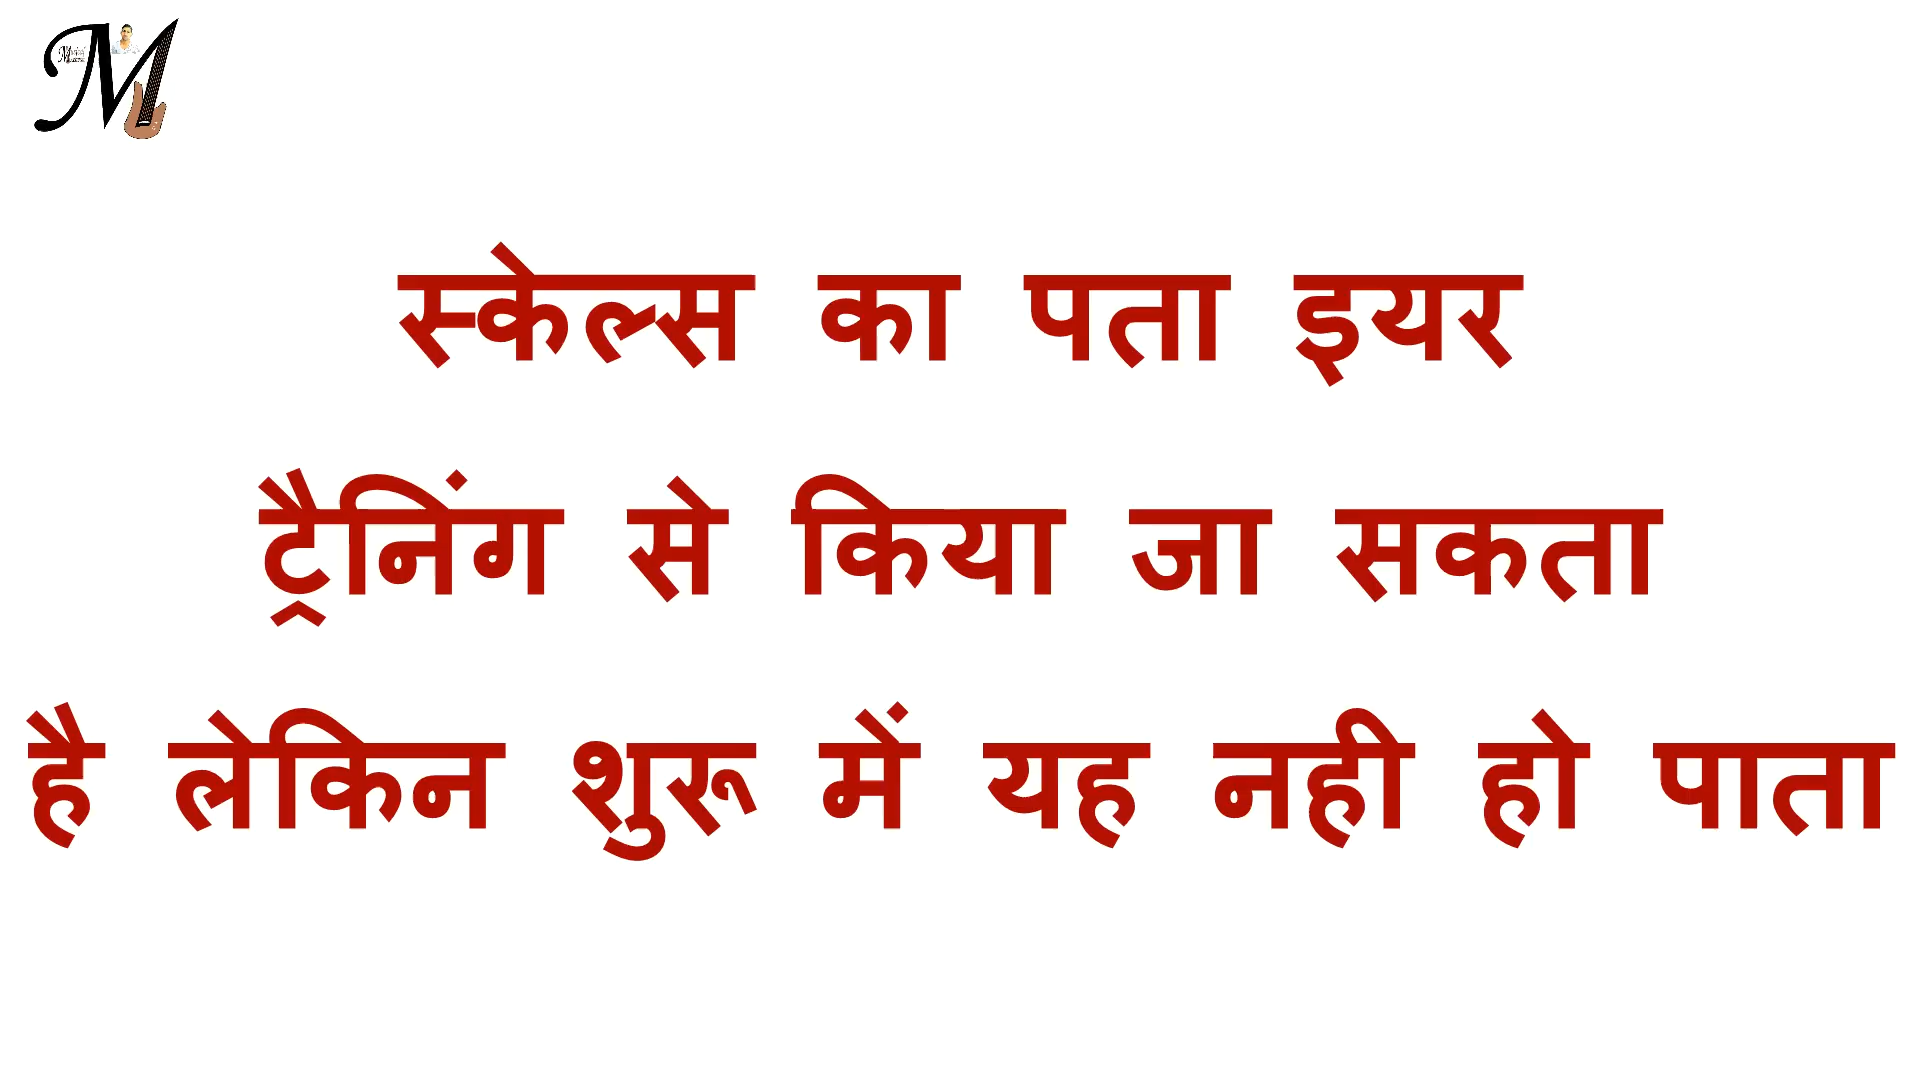 स्केल्स का पता इयर
ट्रैनिंग से किया जा सकता
है लेकिन शुरू में यह नही हो पाता